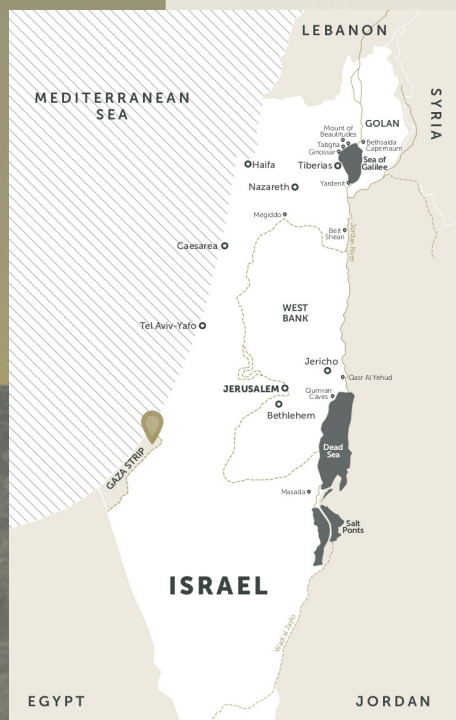 LEBANON
MEDITERRANEAN
SEA
SYRIA
GOLAN
Mount of
Beautitudes
Tabgha
Ginossar
Bethsaida
Capernaum
Haifa
Tiberias
Sea of
Galilee
Nazareth
Yardenit
Megiddo
Beit
Shean
Jordan River
Caesarea
WEST
BANK
Tel Aviv-Yafo
Jericho
Qasr Al Yehud
JERUSALEM
Qumran
Caves
Bethlehem
GAZA STRIP
Dead
Sea
Masada
Salt
Ponts
ISRAEL
Wadi al Jayb
EGYPT
JORDAN